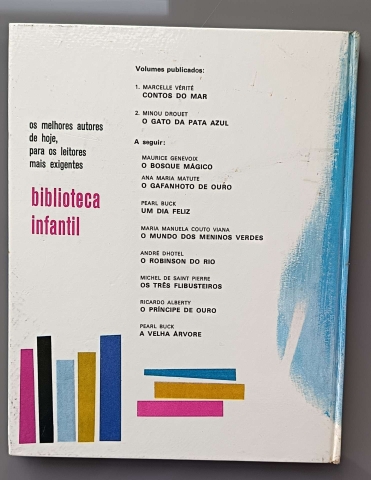 Volumes publicados:
1. MARCELLE VÉRITÉ
CONTOS DO MAR
2. MINOU DROUET
O GATO DA PATA AZUL
A seguir:
MAURICE GENEVOIX
O BOSQUE MÁGICO
ANA MARIA MATUTE
O GAFANHOTO DE OURO
PEARL BUCK
UM DIA FELIZ
MARIA MANUELA COUTO VIANA
O MUNDO DOS MENINOS VERDES
ANDRÉ DHOTEL
O ROBINSON DO RIO
MICHEL DE SAINT PIERRE
OS TRÊS FLIBUSTEIROS
RICARDO ALBERTY
O PRÍNCIPE DE OURO
PEARL BUCK
A VELHA ÁRVORE
os melhores autores
de hoje,
para os leitores
mais exigentes
biblioteca
infantil